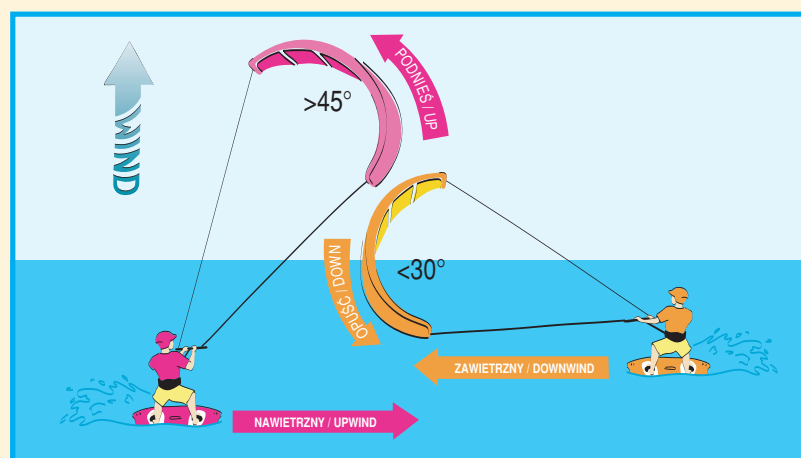 WIND
>45°
PODNIEŚ / UP
<30°
OPUŚĆ / DOWN
ZAWIETRZNY / DOWNWIND
NAWIETRZNY / UPWIND